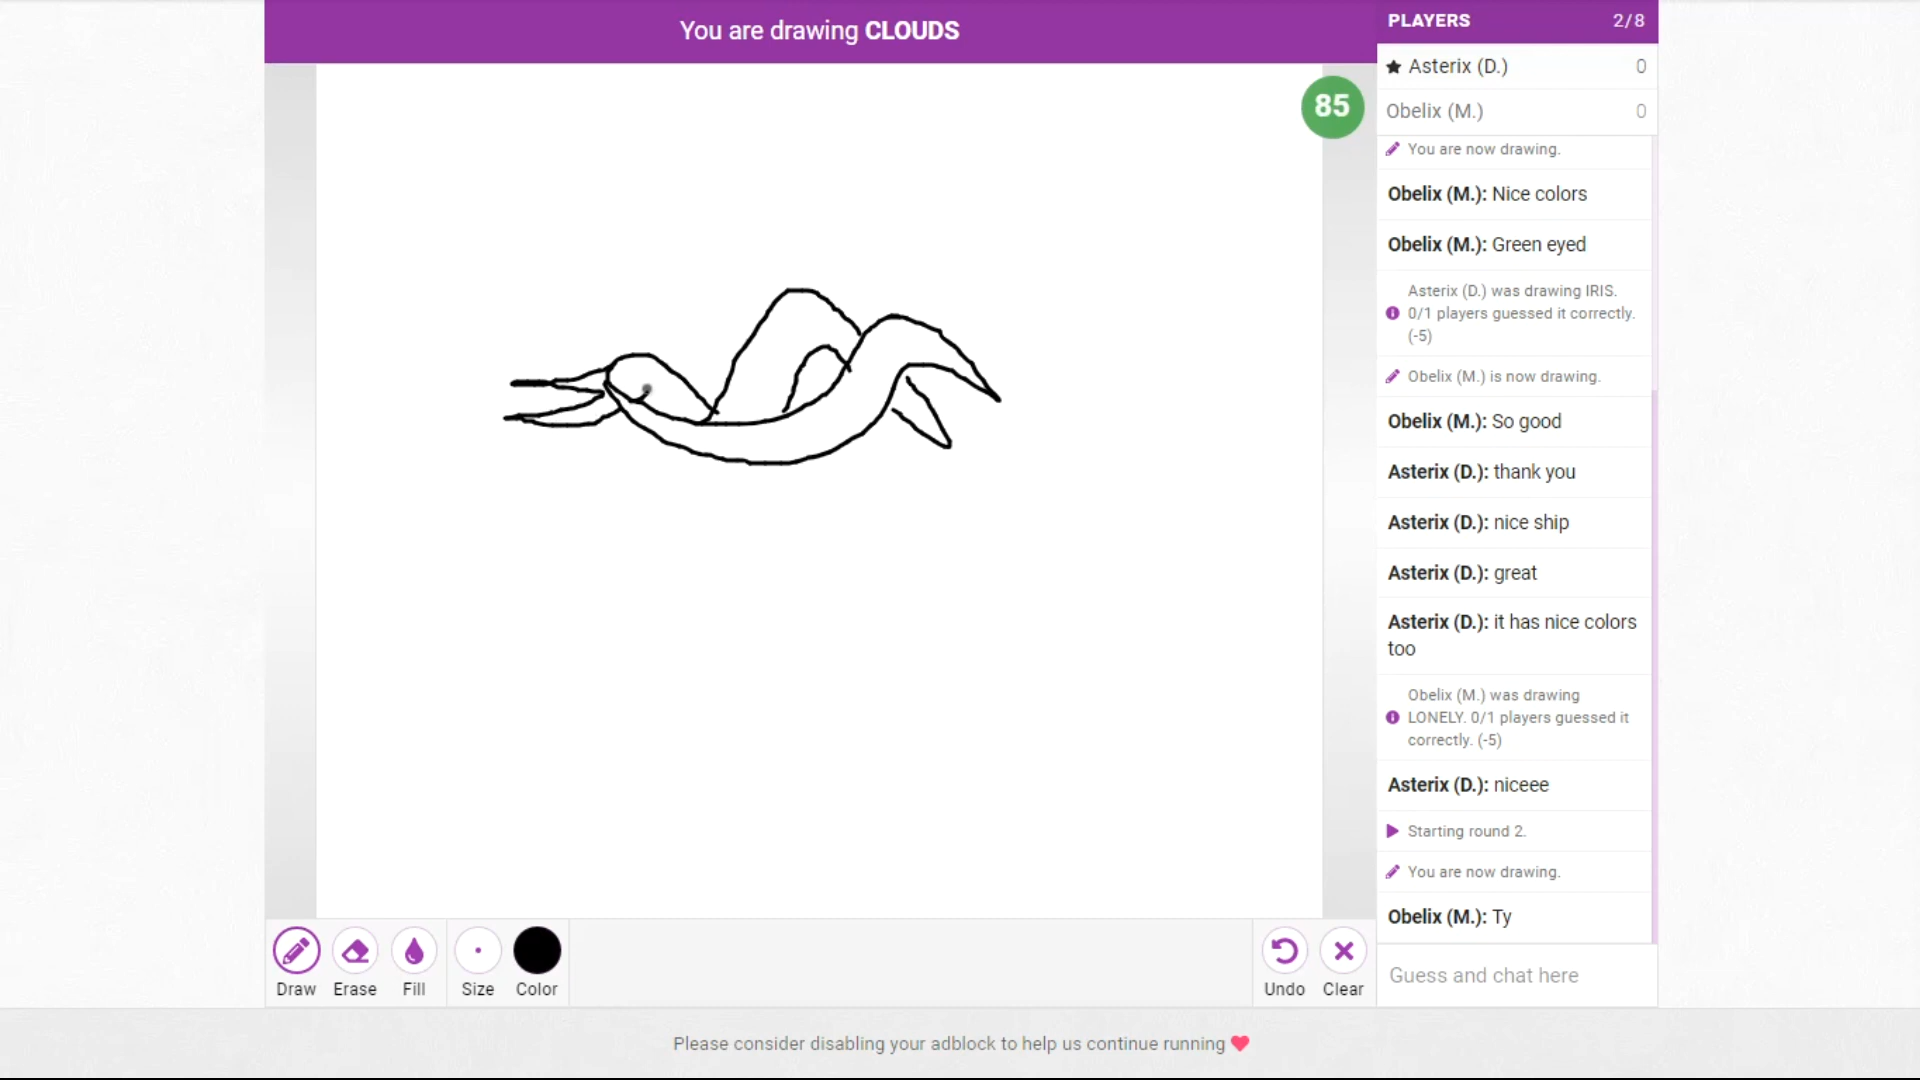 You are drawing CLOUDS
PLAYERS 2/8
Asterix (D.) 0
Obelix (M.) 0
85
You are now drawing.
Obelix (M.): Nice colors
Obelix (M.): Green eyed
Asterix (D.) was drawing IRIS.
0/1 players guessed it correctly.
(-5)
Obelix (M.) is now drawing.
Obelix (M.): So good
Asterix (D.): thank you
Asterix (D.): nice ship
Asterix (D.): great
Asterix (D.): it has nice colors
too
Obelix (M.) was drawing
LONELY. 0/1 players guessed it
correctly. (-5)
Asterix (D.): niceee
Starting round 2.
You are now drawing.
Obelix (M.): Ty
Guess and chat here
Draw Erase Fill Size Color Undo Clear
Please consider disabling your adblock to help us continue running